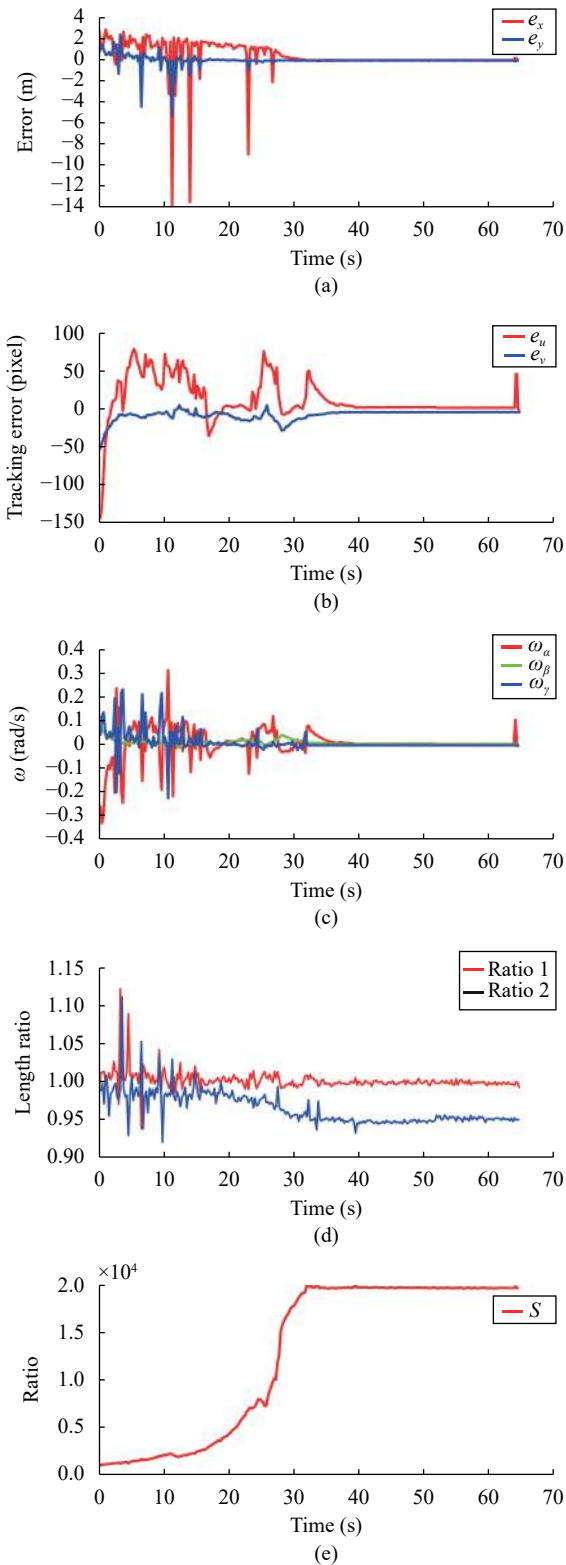 4
2
0
−2
−4
−6
−8
−10
−12
−14
Error (m)
e_x
e_y
0 10 20 30 40 50 60 70
Time (s)
(a)
100
50
0
−50
−100
−150
Tracking error (pixel)
e_u
e_v
0 10 20 30 40 50 60 70
Time (s)
(b)
0.4
0.3
0.2
0.1
0
−0.1
−0.2
−0.3
−0.4
ω (rad/s)
ω_α
ω_β
ω_γ
0 10 20 30 40 50 60 70
Time (s)
(c)
1.15
1.10
1.05
1.00
0.95
0.90
Length ratio
Ratio 1
Ratio 2
0 10 20 30 40 50 60 70
Time (s)
(d)
×10⁴
2.0
1.5
1.0
0.5
0.0
Ratio
S
0 10 20 30 40 50 60 70
Time (s)
(e)